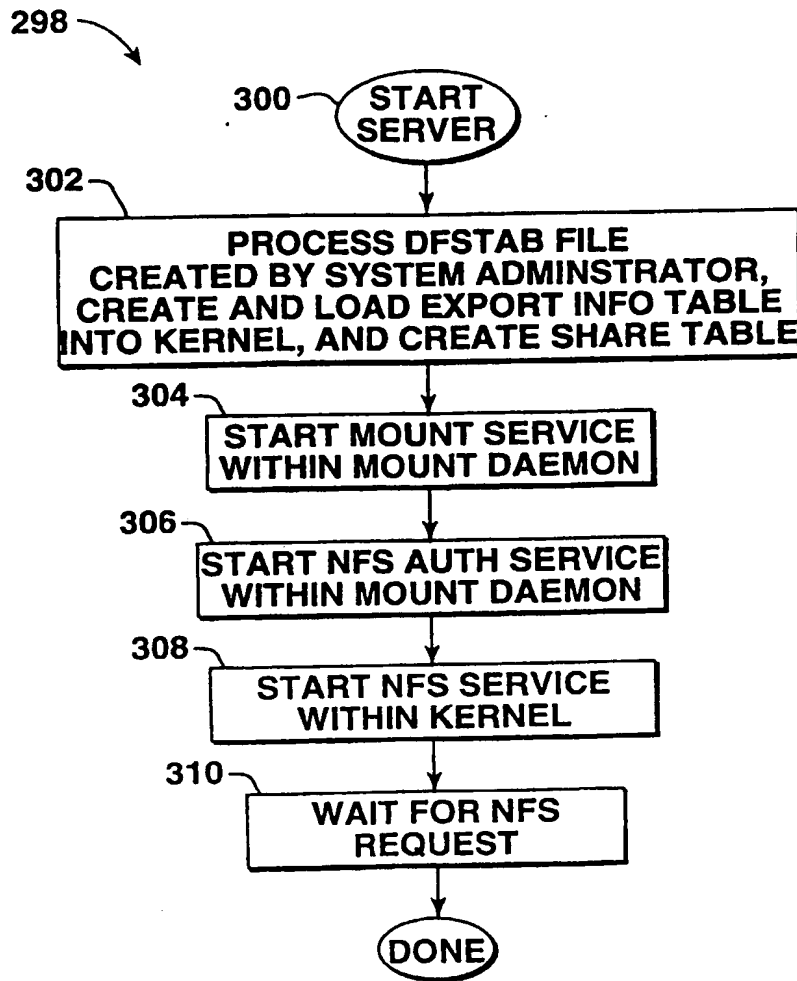 298
300
START
SERVER
302
PROCESS DFSTAB FILE
CREATED BY SYSTEM ADMINSTRATOR,
CREATE AND LOAD EXPORT INFO TABLE
INTO KERNEL, AND CREATE SHARE TABLE
304
START MOUNT SERVICE
WITHIN MOUNT DAEMON
306
START NFS AUTH SERVICE
WITHIN MOUNT DAEMON
308
START NFS SERVICE
WITHIN KERNEL
310
WAIT FOR NFS
REQUEST
DONE